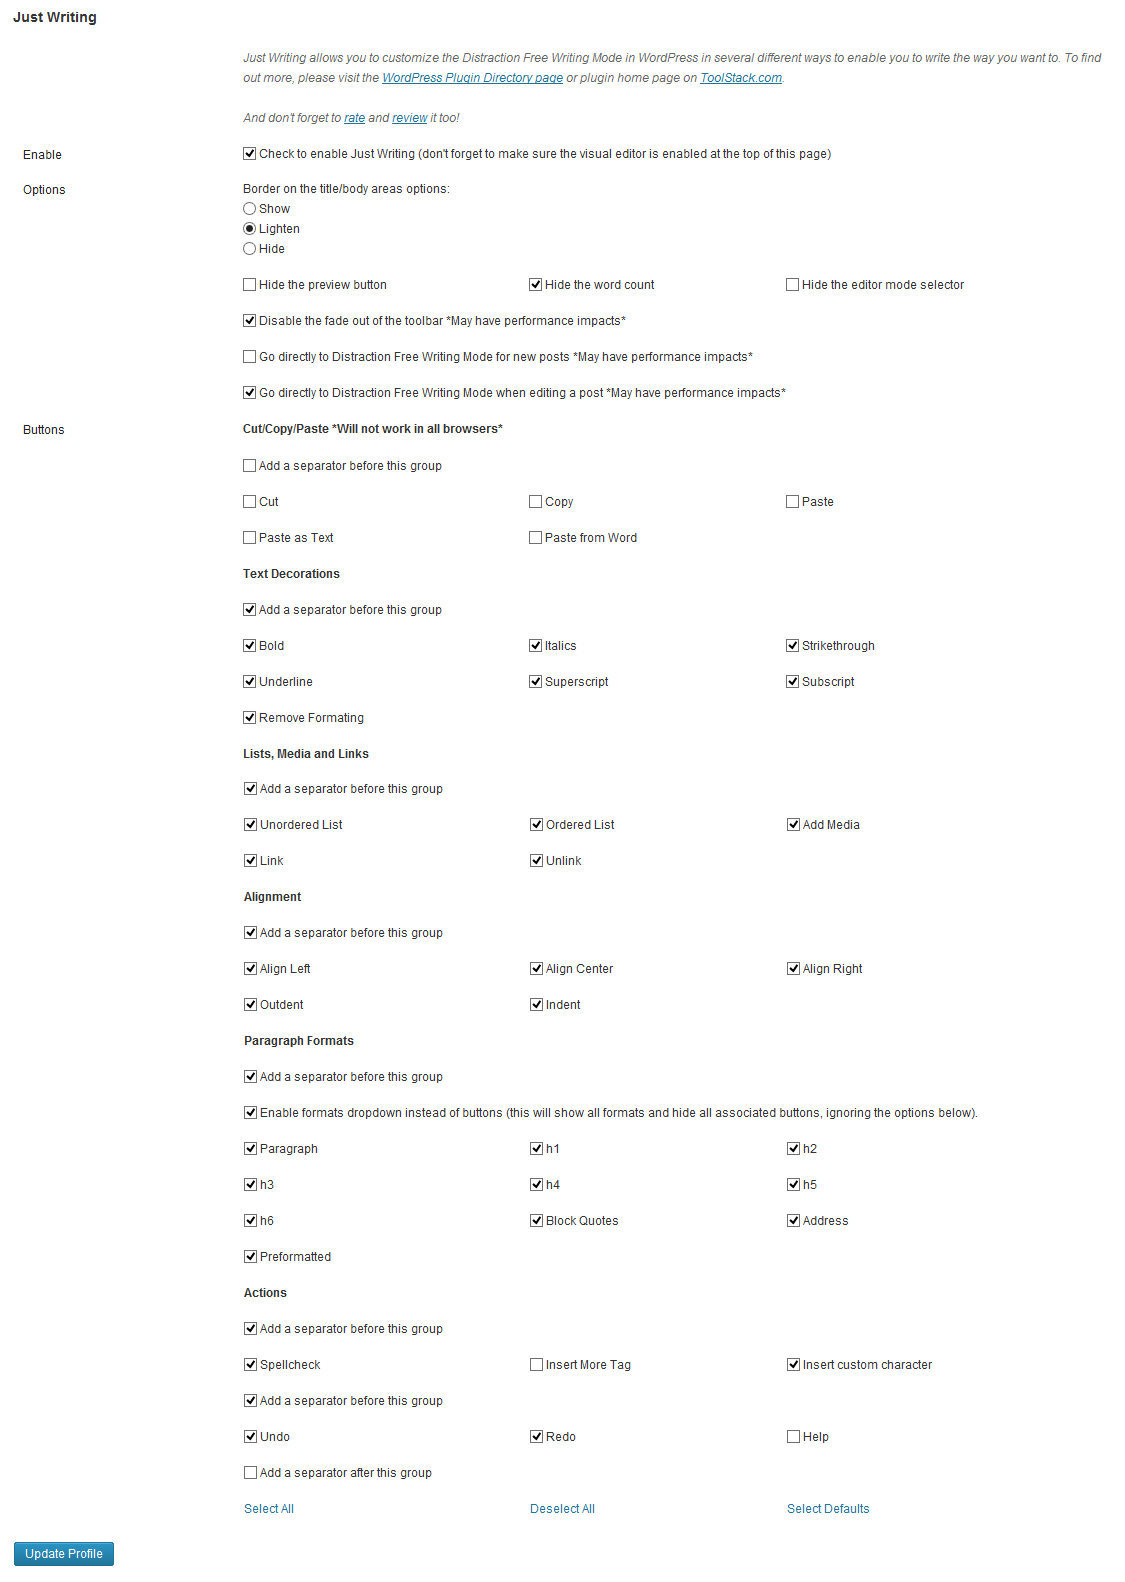 Just Writing
Just Writing allows you to customize the Distraction Free Writing Mode in WordPress in several different ways to enable you to write the way you want to. To find
out more, please visit the WordPress Plugin Directory page or plugin home page on ToolStack.com.
And don't forget to rate and review it too!
Enable
Check to enable Just Writing (don't forget to make sure the visual editor is enabled at the top of this page)
Options
Border on the title/body areas options:
Show
Lighten
Hide
Hide the preview button Hide the word count Hide the editor mode selector
Disable the fade out of the toolbar *May have performance impacts*
Go directly to Distraction Free Writing Mode for new posts *May have performance impacts*
Go directly to Distraction Free Writing Mode when editing a post *May have performance impacts*
Buttons
Cut/Copy/Paste *Will not work in all browsers*
Add a separator before this group
Cut Copy Paste
Paste as Text Paste from Word
Text Decorations
Add a separator before this group
Bold Italics Strikethrough
Underline Superscript Subscript
Remove Formating
Lists, Media and Links
Add a separator before this group
Unordered List Ordered List Add Media
Link Unlink
Alignment
Add a separator before this group
Align Left Align Center Align Right
Outdent Indent
Paragraph Formats
Add a separator before this group
Enable formats dropdown instead of buttons (this will show all formats and hide all associated buttons, ignoring the options below).
Paragraph h1 h2
h3 h4 h5
h6 Block Quotes Address
Preformatted
Actions
Add a separator before this group
Spellcheck Insert More Tag Insert custom character
Add a separator before this group
Undo Redo Help
Add a separator after this group
Select All Deselect All Select Defaults
Update Profile